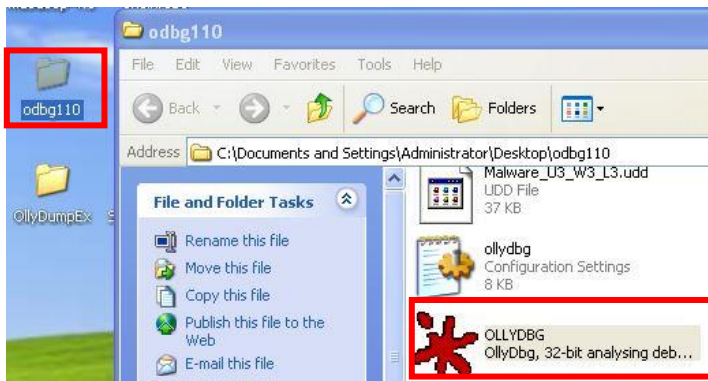 odbg110
File Edit View Favorites Tools Help
Back Search Folders
Address C:\Documents and Settings\Administrator\Desktop\odbg110
odbg110
OllyDumpEx
File and Folder Tasks
Rename this file
Move this file
Copy this file
Publish this file to the
Web
E-mail this file
Malware_U3_W3_L3.udd
UDD File
37 KB
ollydbg
Configuration Settings
8 KB
OLLYDBG
OllyDbg, 32-bit analysing deb...